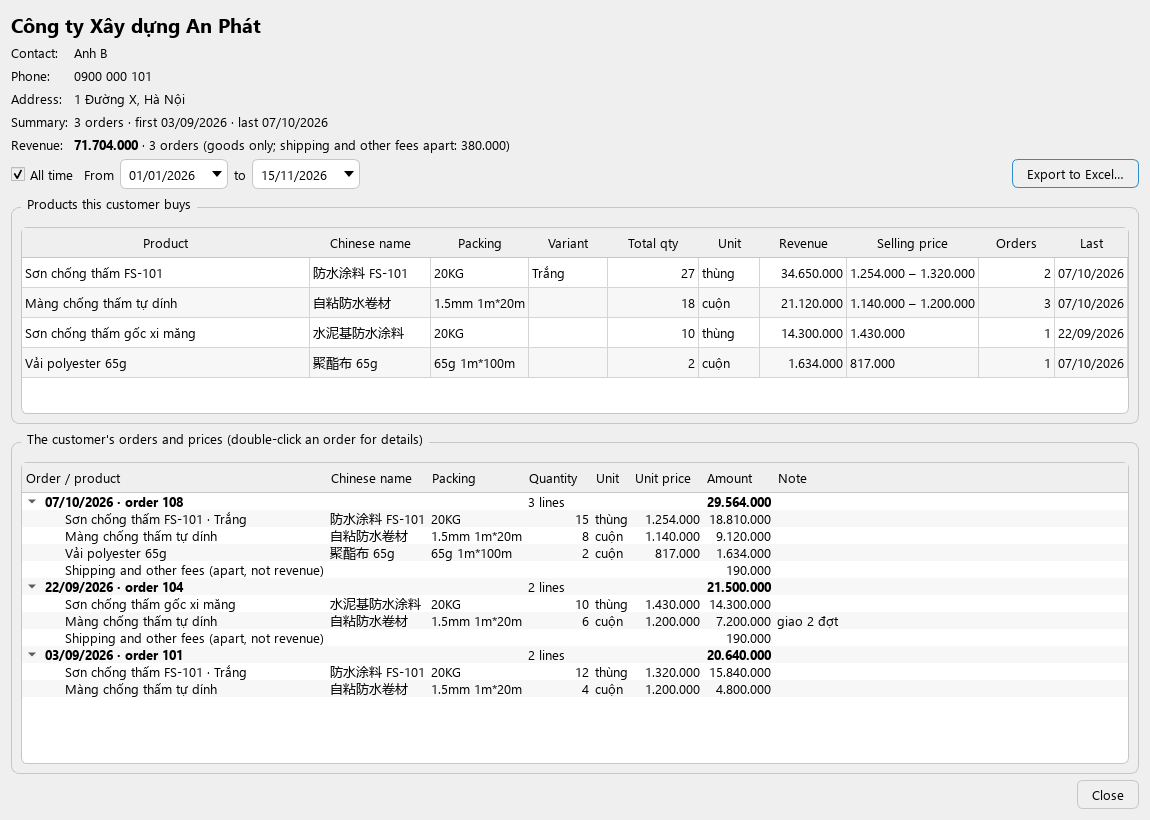 Công ty Xây dựng An Phát
Contact: Anh B
Phone: 0900 000 101
Address: 1 Đường X, Hà Nội
Summary: 3 orders · first 03/09/2026 · last 07/10/2026
Revenue: 71.704.000 · 3 orders (goods only; shipping and other fees apart: 380.000)
All time From 01/01/2026 to 15/11/2026 Export to Excel...
Products this customer buys
Product Chinese name Packing Variant Total qty Unit Revenue Selling price Orders Last
Sơn chống thấm FS-101 防水涂料 FS-101 20KG Trắng 27 thùng 34.650.000 1.254.000 – 1.320.000 2 07/10/2026
Màng chống thấm tự dính 自粘防水卷材 1.5mm 1m*20m 18 cuộn 21.120.000 1.140.000 – 1.200.000 3 07/10/2026
Sơn chống thấm gốc xi măng 水泥基防水涂料 20KG 10 thùng 14.300.000 1.430.000 1 22/09/2026
Vải polyester 65g 聚酯布 65g 65g 1m*100m 2 cuộn 1.634.000 817.000 1 07/10/2026
The customer's orders and prices (double-click an order for details)
Order / product Chinese name Packing Quantity Unit Unit price Amount Note
07/10/2026 · order 108 3 lines 29.564.000
Sơn chống thấm FS-101 · Trắng 防水涂料 FS-101 20KG 15 thùng 1.254.000 18.810.000
Màng chống thấm tự dính 自粘防水卷材 1.5mm 1m*20m 8 cuộn 1.140.000 9.120.000
Vải polyester 65g 聚酯布 65g 65g 1m*100m 2 cuộn 817.000 1.634.000
Shipping and other fees (apart, not revenue) 190.000
22/09/2026 · order 104 2 lines 21.500.000
Sơn chống thấm gốc xi măng 水泥基防水涂料 20KG 10 thùng 1.430.000 14.300.000
Màng chống thấm tự dính 自粘防水卷材 1.5mm 1m*20m 6 cuộn 1.200.000 7.200.000 giao 2 đợt
Shipping and other fees (apart, not revenue) 190.000
03/09/2026 · order 101 2 lines 20.640.000
Sơn chống thấm FS-101 · Trắng 防水涂料 FS-101 20KG 12 thùng 1.320.000 15.840.000
Màng chống thấm tự dính 自粘防水卷材 1.5mm 1m*20m 4 cuộn 1.200.000 4.800.000
Close